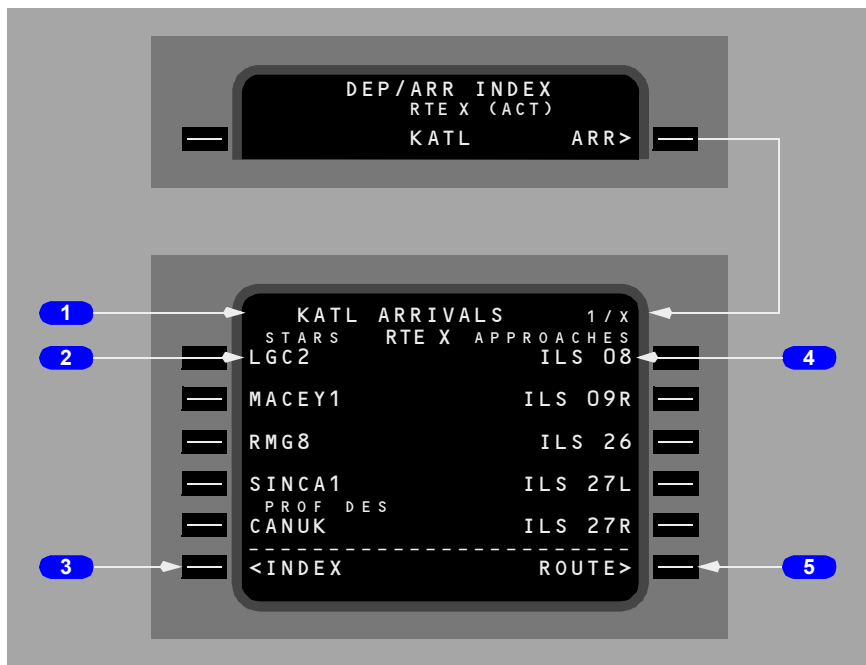 DEP/ARR INDEX
RTE X (ACT)
KATL ARR>
1 KATL ARRIVALS 1/X
STARS RTE X APPROACHES
2 LGC2 ILS 08 4
MACEY1 ILS 09R
RMG8 ILS 26
SINCA1 ILS 27L
PROF DES
CANUK ILS 27R
--------------------------
3 <INDEX ROUTE> 5